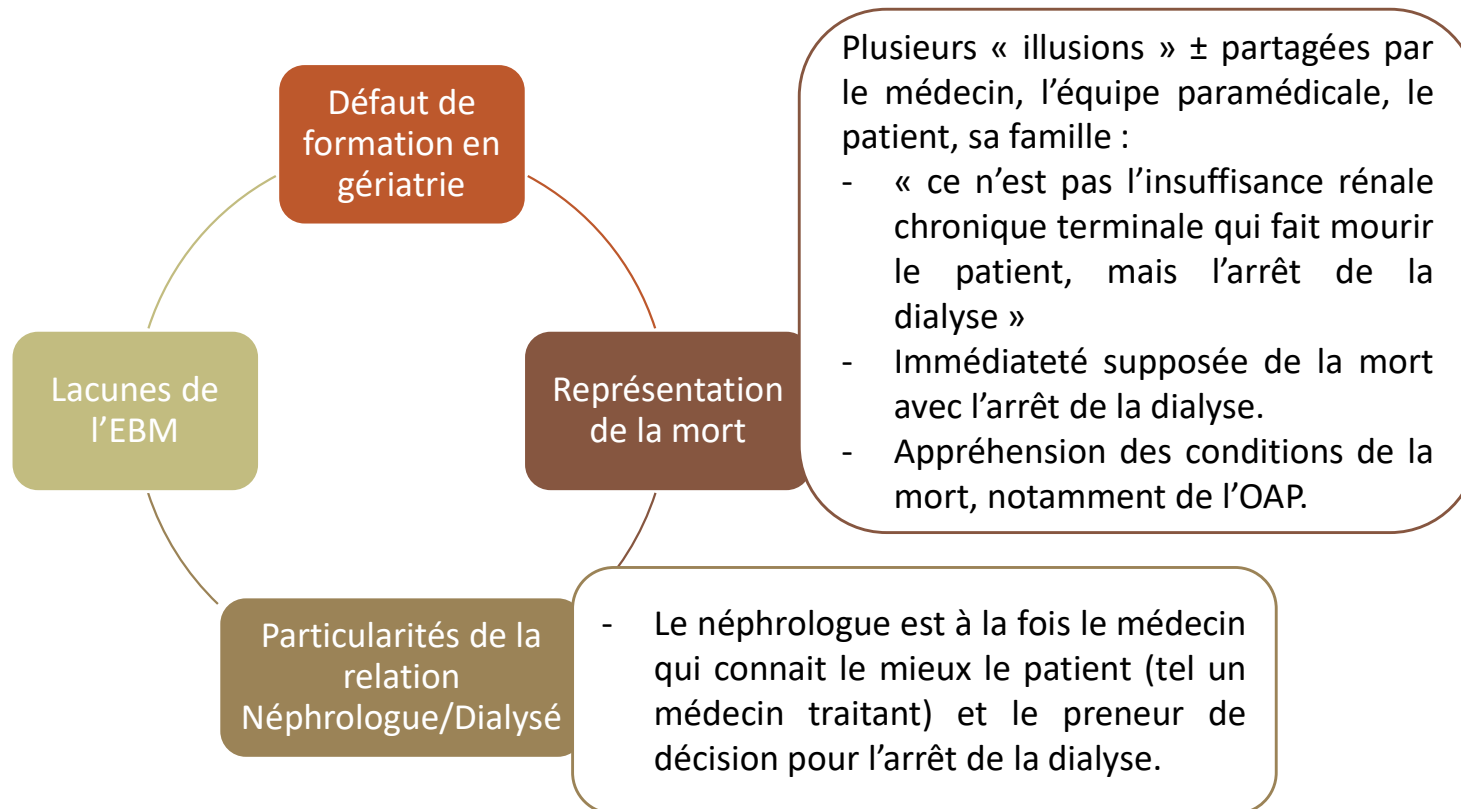 Défaut de
formation en
gériatrie
Plusieurs « illusions » ± partagées par
le médecin, l’équipe paramédicale, le
patient, sa famille :
- « ce n’est pas l’insuffisance rénale
chronique terminale qui fait mourir
le patient, mais l’arrêt de la
dialyse »
- Immédiateté supposée de la mort
avec l’arrêt de la dialyse.
- Appréhension des conditions de la
mort, notamment de l’OAP.
Lacunes de
l’EBM
Représentation
de la mort
Particularités de la
relation
Néphrologue/Dialysé
- Le néphrologue est à la fois le médecin
qui connait le mieux le patient (tel un
médecin traitant) et le preneur de
décision pour l’arrêt de la dialyse.